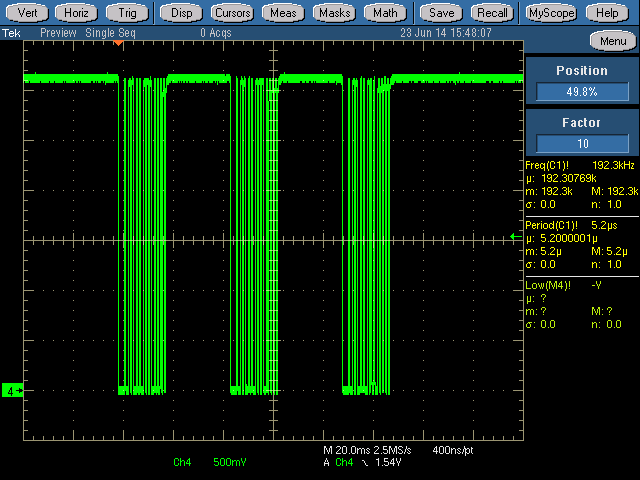 Vert Horiz Trig Disp Cursors Meas Masks Math Save Recall MyScope Help
Tek Preview Single Seq 0 Acqs 23 Jun 14 15:48:07
Menu
Position
49.8%
Factor
10
Freq(C1)! 192.3kHz
μ: 192.30769k
m: 192.3k M: 192.3k
σ: 0.0 n: 1.0
Period(C1)! 5.2μs
μ: 5.2000001μ
m: 5.2μ M: 5.2μ
σ: 0.0 n: 1.0
Low(M4)! -V
μ: ?
m: ? M: ?
σ: 0.0 n: 0.0
4
M 20.0ms 2.5MS/s 400ns/pt
Ch4 500mV A Ch4 1.54V